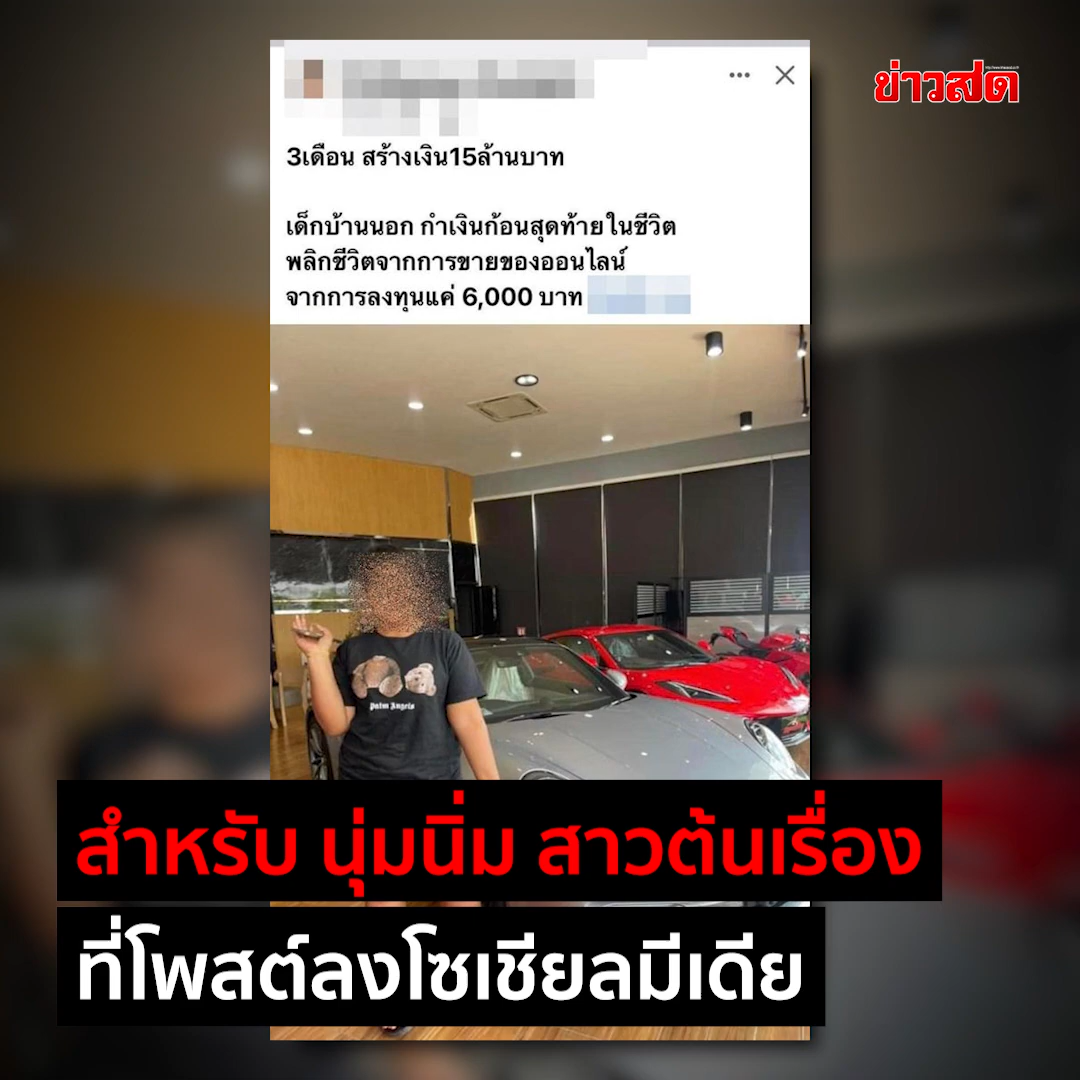 ข่าวสด
3เดือน สร้างเงิน15ล้านบาท
เด็กบ้านนอก กำเงินก้อนสุดท้ายในชีวิต
พลิกชีวิตจากการขายของออนไลน์
จากการลงทุนแค่ 6,000 บาท
Palm Angels
สำหรับ นุ่มนิ่ม สาวต้นเรื่อง
ที่โพสต์ลงโซเชียลมีเดีย